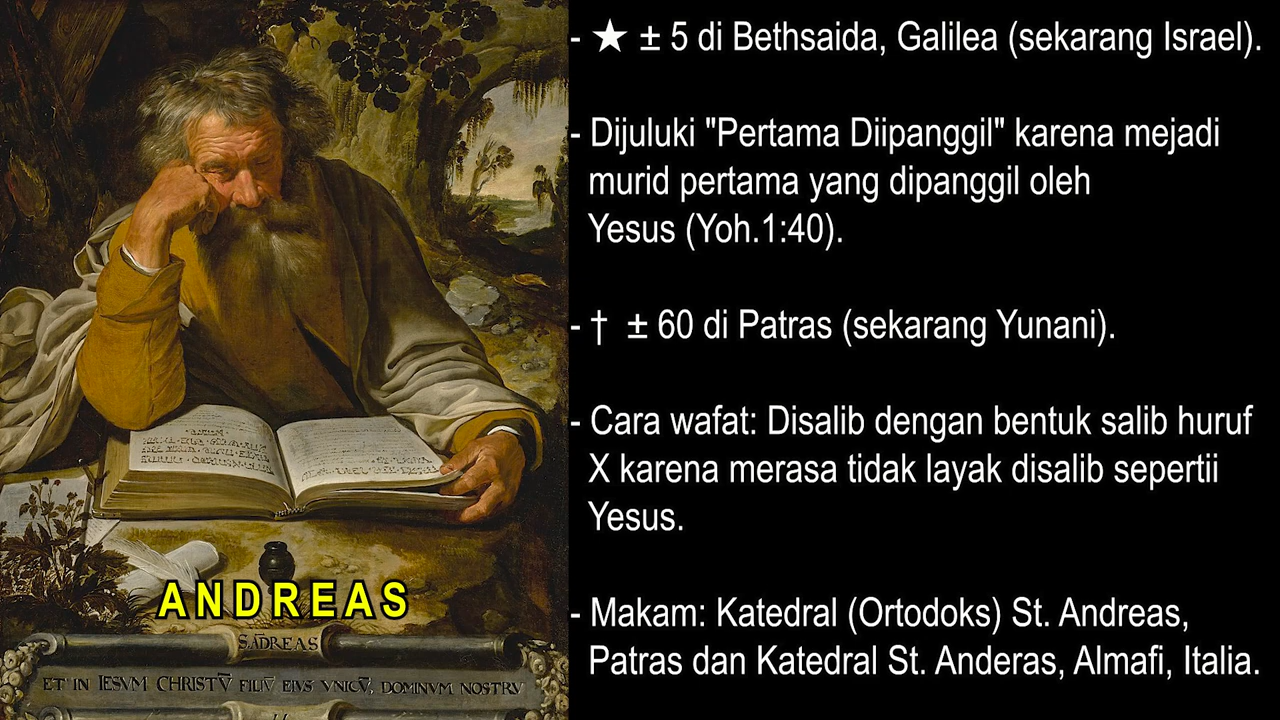 - ★ ± 5 di Bethsaida, Galilea (sekarang Israel).
- Dijuluki "Pertama Diipanggil" karena mejadi
murid pertama yang dipanggil oleh
Yesus (Yoh.1:40).
- † ± 60 di Patras (sekarang Yunani).
- Cara wafat: Disalib dengan bentuk salib huruf
X karena merasa tidak layak disalib sepertii
Yesus.
- Makam: Katedral (Ortodoks) St. Andreas,
Patras dan Katedral St. Anderas, Almafi, Italia.
ANDREAS
S ĀDREAS
ET IN IESVM CHRISTV̄ FILIV̄ EIVS VNICV̄, DOMINVM NOSTRV